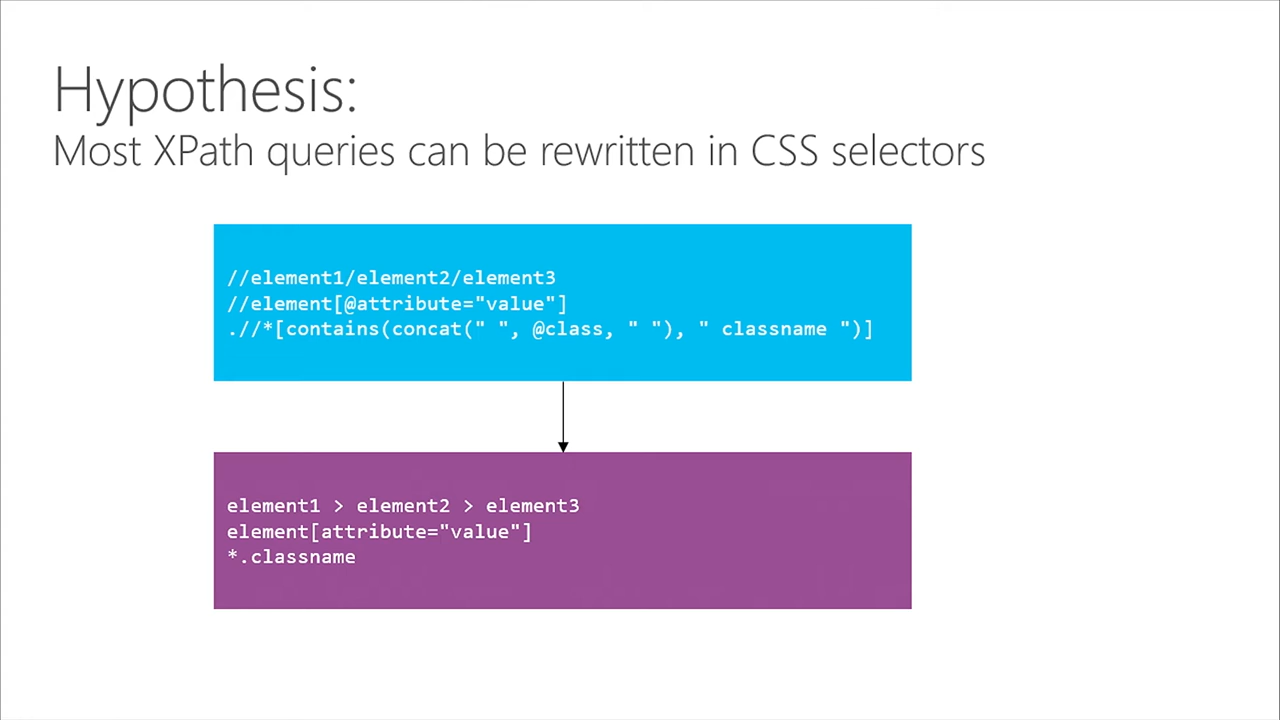 Hypothesis:
Most XPath queries can be rewritten in CSS selectors
//element1/element2/element3
//element[@attribute="value"]
.//*[contains(concat(" ", @class, " "), " classname ")]
element1 > element2 > element3
element[attribute="value"]
*.classname